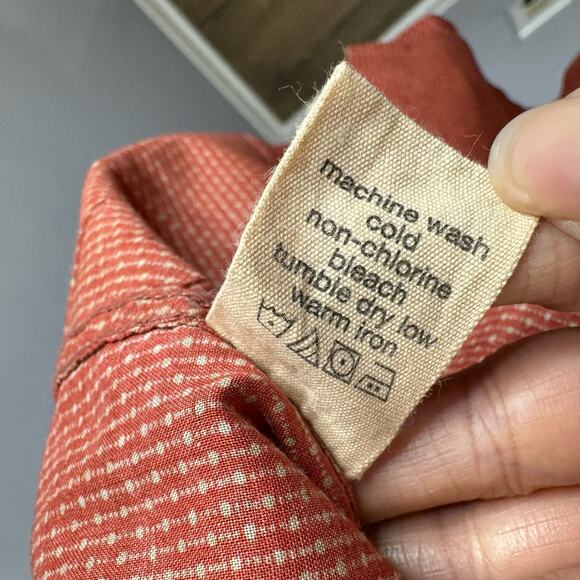 machine wash
cold
non-chlorine
bleach
tumble dry low
warm iron